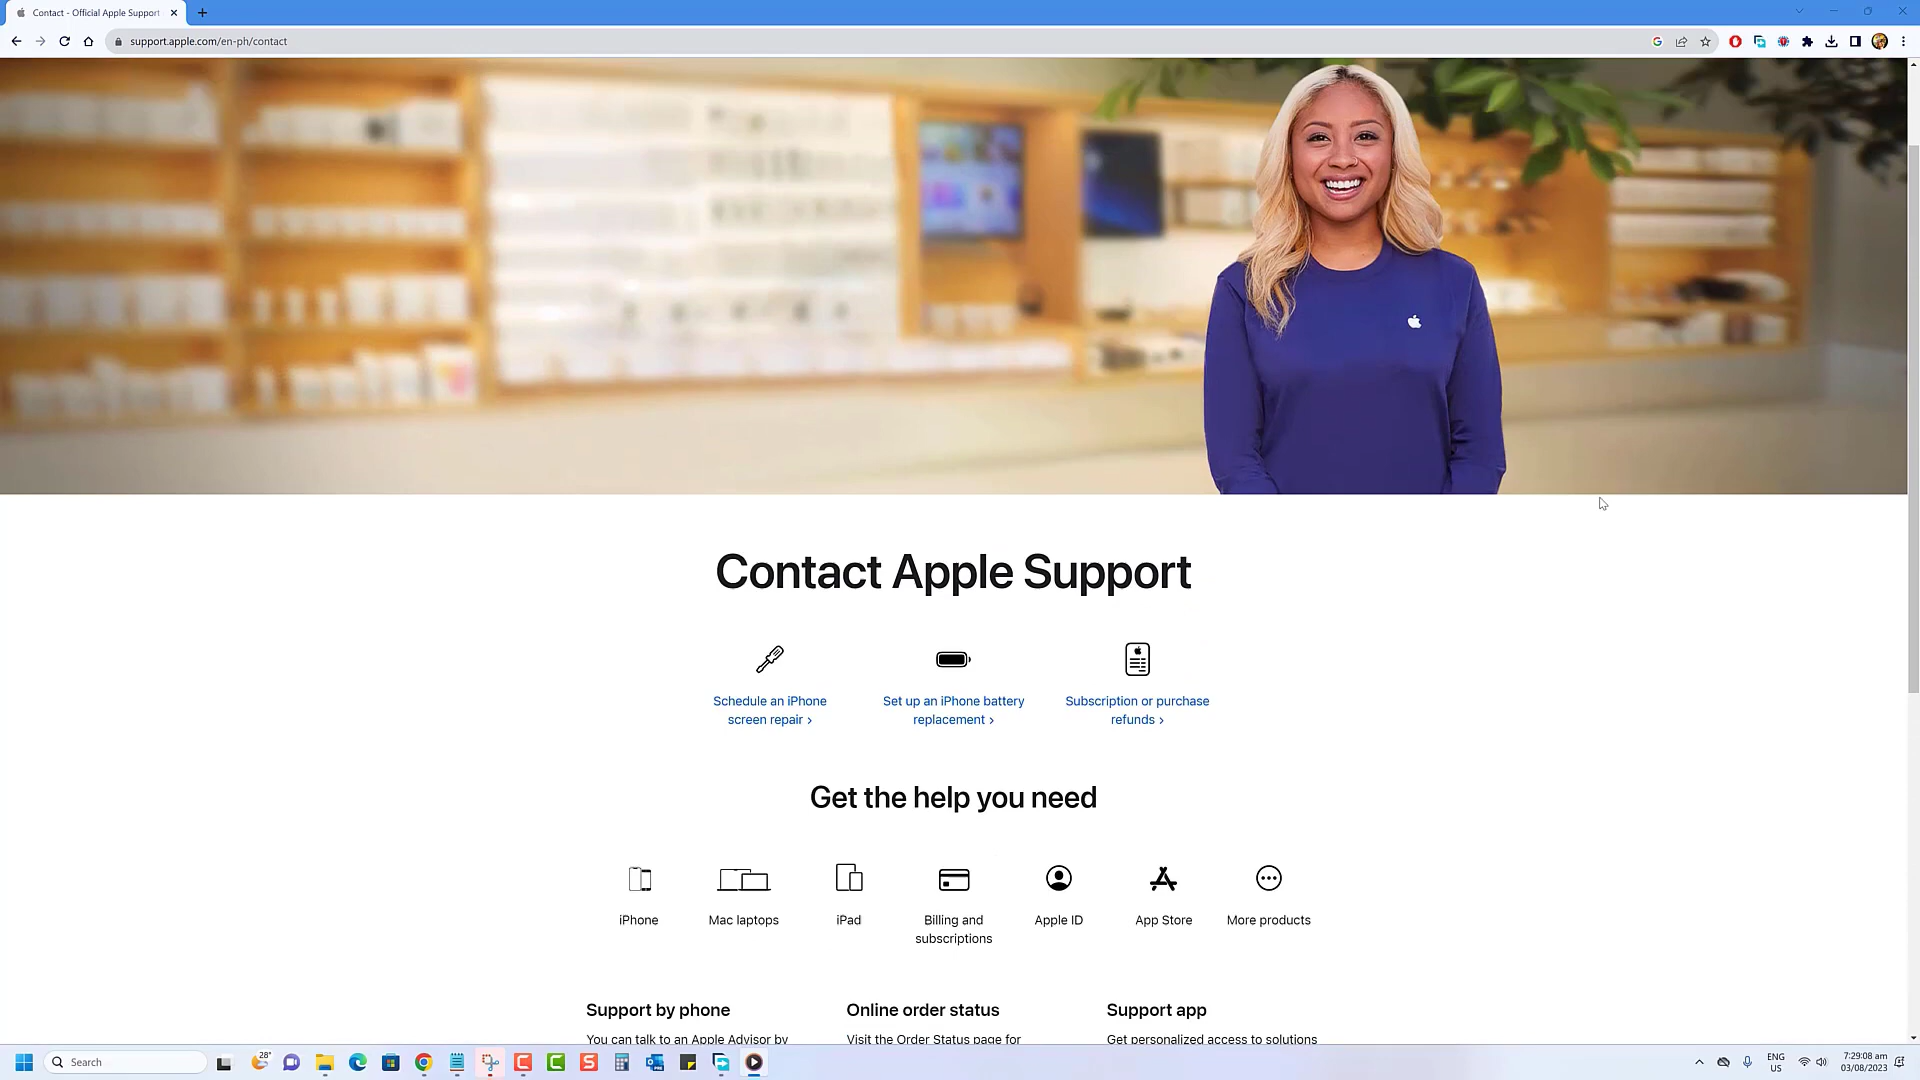 Contact - Official Apple Support
support.apple.com/en-ph/contact
Contact Apple Support
Schedule an iPhone
screen repair ›
Set up an iPhone battery
replacement ›
Subscription or purchase
refunds ›
Get the help you need
iPhone
Mac laptops
iPad
Billing and
subscriptions
Apple ID
App Store
More products
Support by phone
Online order status
Support app
You can talk to an Apple Advisor by
Visit the Order Status page for
Get personalized access to solutions
Search
28°
ENG
US
7:29:08 am
03/08/2023